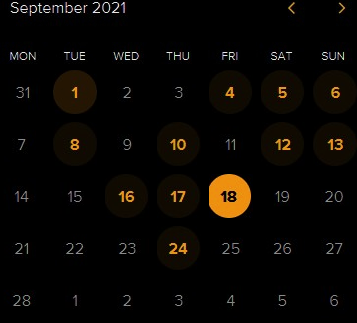 September 2021
MON TUE WED THU FRI SAT SUN
31 1 2 3 4 5 6
7 8 9 10 11 12 13
14 15 16 17 18 19 20
21 22 23 24 25 26 27
28 1 2 3 4 5 6